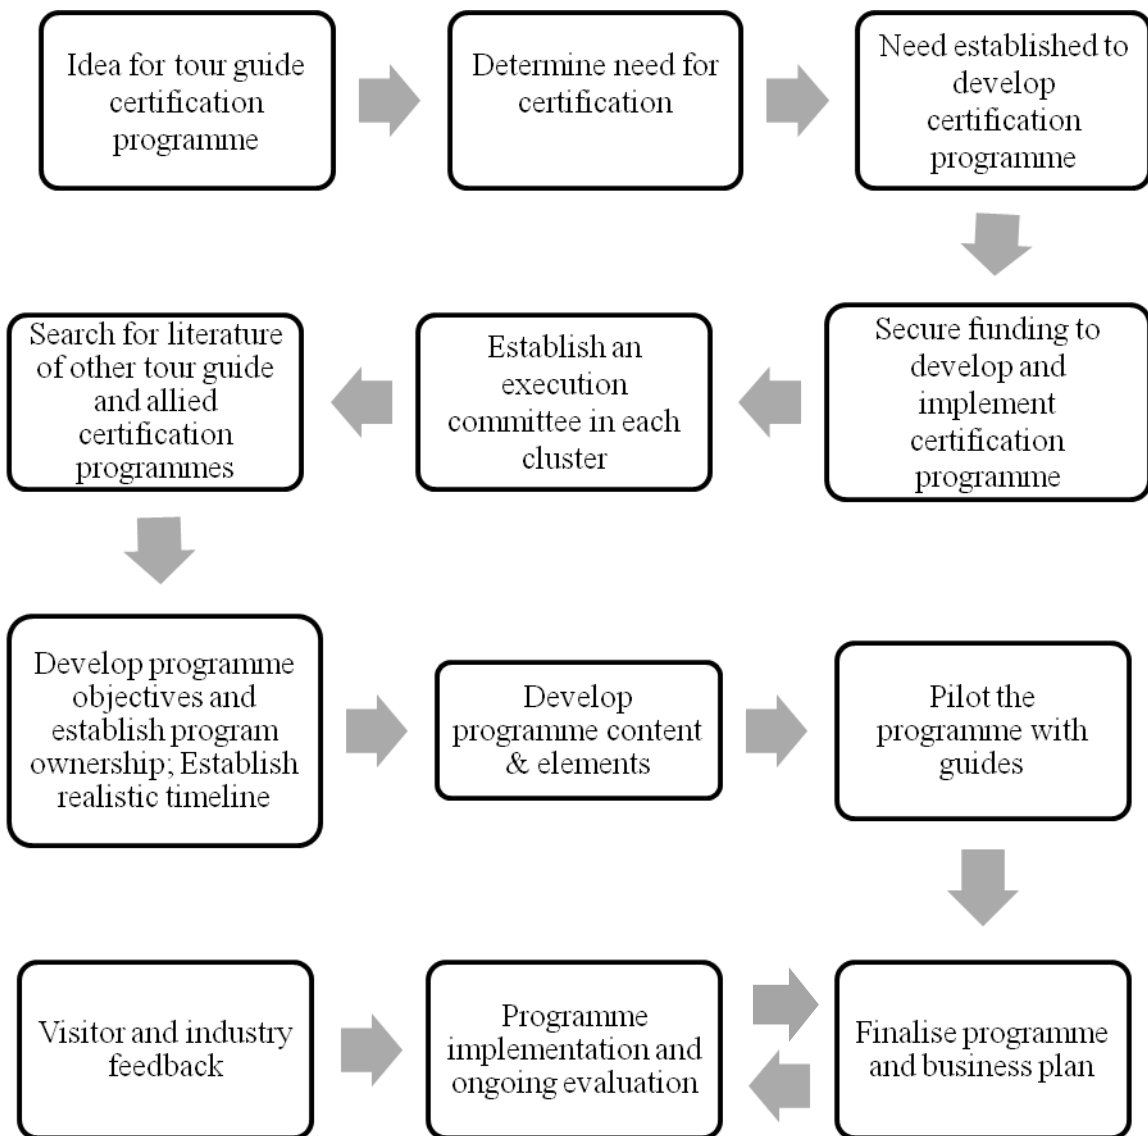 Idea for tour guide
certification
programme
Determine need for
certification
Need established to
develop
certification
programme
Search for literature
of other tour guide
and allied
certification
programmes
Establish an
execution
committee in each
cluster
Secure funding to
develop and
implement
certification
programme
Develop programme
objectives and
establish program
ownership; Establish
realistic timeline
Develop
programme content
& elements
Pilot the
programme with
guides
Visitor and industry
feedback
Programme
implementation and
ongoing evaluation
Finalise programme
and business plan